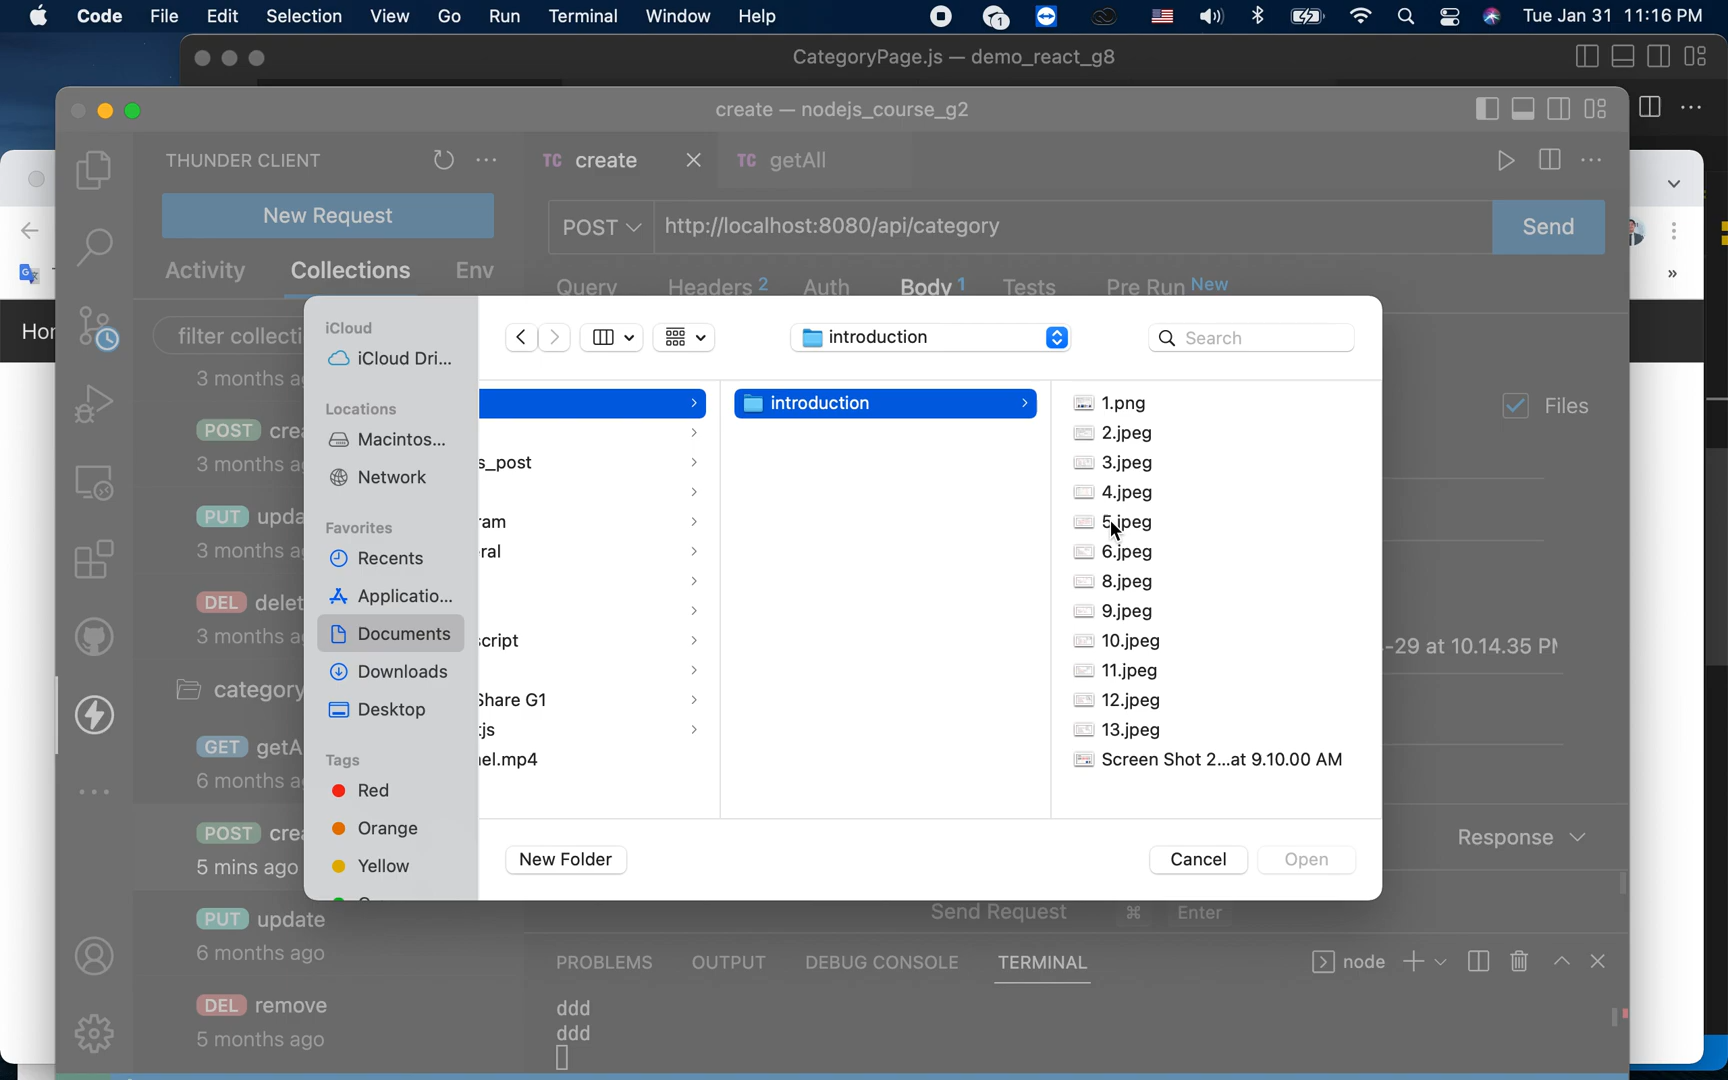 Code File Edit Selection View Go Run Terminal Window Help 1 Tue Jan 31 11:16 PM
CategoryPage.js — demo_react_g8
create — nodejs_course_g2
THUNDER CLIENT
TC create
TC getAll
New Request
POST
http://localhost:8080/api/category
Send
Activity Collections Env
Query Headers 2 Auth Body 1 Tests Pre Run New
filter collecti
3 months a
POST crea
3 months a
PUT upda
3 months a
DEL delet
3 months a
category
GET getA
6 months a
POST crea
5 mins ago
PUT update
6 months ago
DEL remove
5 months ago
iCloud
iCloud Dri...
Locations
Macintos...
Network
Favorites
Recents
Applicatio...
Documents
Downloads
Desktop
Tags
Red
Orange
Yellow
introduction
Search
s_post
ram
ral
script
Share G1
tjs
nel.mp4
introduction
1.png
2.jpeg
3.jpeg
4.jpeg
5.jpeg
6.jpeg
8.jpeg
9.jpeg
10.jpeg
11.jpeg
12.jpeg
13.jpeg
Screen Shot 2...at 9.10.00 AM
New Folder
Cancel
Open
Files
-29 at 10.14.35 PM
Response
Send Request ⌘ Enter
PROBLEMS OUTPUT DEBUG CONSOLE TERMINAL
node
ddd
ddd
Hor